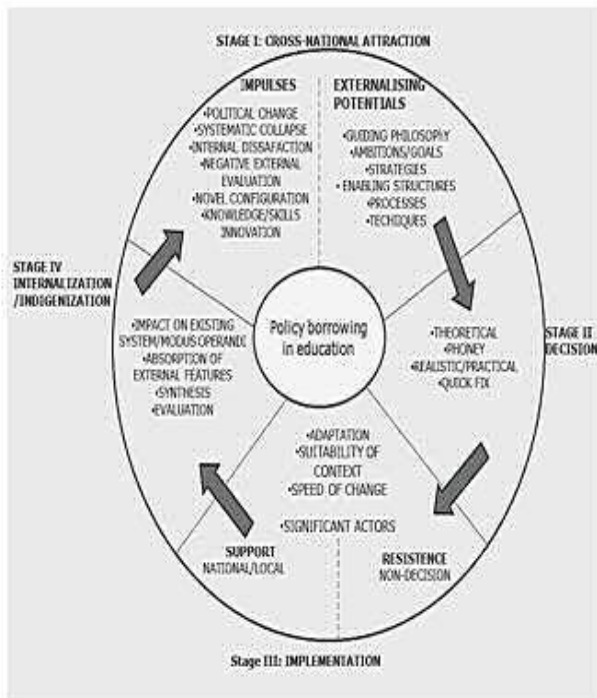 STAGE I: CROSS-NATIONAL ATTRACTION
IMPULSES
•POLITICAL CHANGE
•SYSTEMATIC COLLAPSE
•INTERNAL DISSAFACTION
•NEGATIVE EXTERNAL
EVALUATION
•NOVEL CONFIGURATION
•KNOWLEDGE/SKILLS
INNOVATION
EXTERNALISING
POTENTIALS
•GUIDING PHILOSOPHY
•AMBITIONS/GOALS
•STRATEGIES
• ENABLING STRUCTURES
•PROCESSES
•TECHIQUES
STAGE II
DECISION
•THEORETICAL
•PHONEY
•REALISTIC/PRACTICAL
•QUICK FIX
Policy borrowing
in education
•ADAPTATION
•SUITABILITY OF
CONTEXT
•SPEED OF CHANGE
•SIGNIFICANT ACTORS
SUPPORT
NATIONAL/LOCAL
RESISTENCE
NON-DECISION
Stage III: IMPLEMENTATION
STAGE IV
INTERNALIZATION
/INDIGENIZATION
•IMPACT ON EXISTING
SYSTEM/MODUS OPERANDI
•ABSORPTION OF
EXTERNAL FEATURES
•SYNTHESIS
•EVALUATION